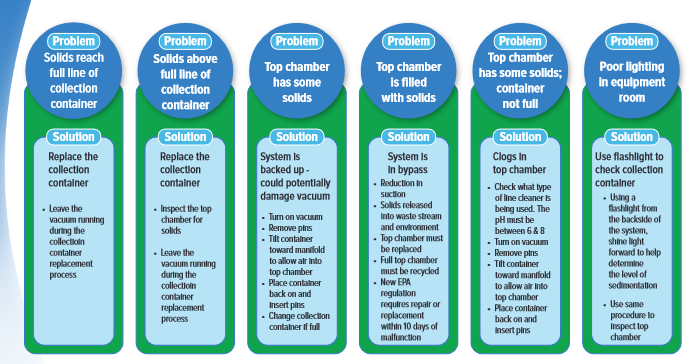 Problem
Solids reach
full line of
collection
container
Solution
Replace the
collection
container
• Leave the
vacuum running
during the
collectioin
container
replacement
process
Problem
Solids above
full line of
collection
container
Solution
Replace the
collection
container
• Inspect the top
chamber for
solids
• Leave the
vacuum running
during the
collectioin
container
replacement
process
Problem
Top chamber
has some
solids
Solution
System is
backed up -
could potentially
damage vacuum
• Turn on vacuum
• Remove pins
• Tilt container
toward manifold
to allow air into
top chamber
• Place container
back on and
insert pins
• Change collection
container if full
Problem
Top chamber
is filled
with solids
Solution
System is
in bypass
• Reduction in
suction
• Solids released
into waste stream
and environment
• Top chamber must
be replaced
• Full top chamber
must be recycled
• New EPA
regulation
requires repair or
replacement
within 10 days of
malfunction
Problem
Top chamber
has some solids;
container
not full
Solution
Clogs in
top chamber
• Check what type
of line cleaner is
being used. The
pH must be
between 6 & 8
• Turn on vacuum
• Remove pins
• Tilt container
toward manifold
to allow air into
top chamber
• Place container
back on and
insert pins
Problem
Poor lighting
in equipment
room
Solution
Use flashlight to
check collection
container
• Using a
flashlight from
the backside of
the system,
shine light
forward to help
determine
the level of
sedimentation
• Use same
procedure to
inspect top
chamber